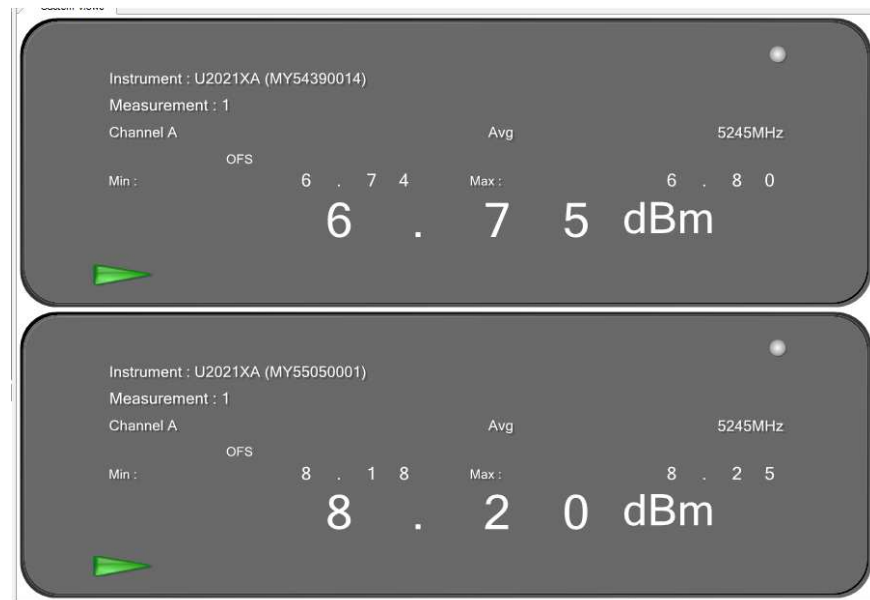 Instrument : U2021XA (MY54390014)
Measurement : 1
Channel A Avg 5245MHz
OFS
Min : 6 . 7 4 Max : 6 . 8 0
6 . 7 5 dBm
Instrument : U2021XA (MY55050001)
Measurement : 1
Channel A Avg 5245MHz
OFS
Min : 8 . 1 8 Max : 8 . 2 5
8 . 2 0 dBm